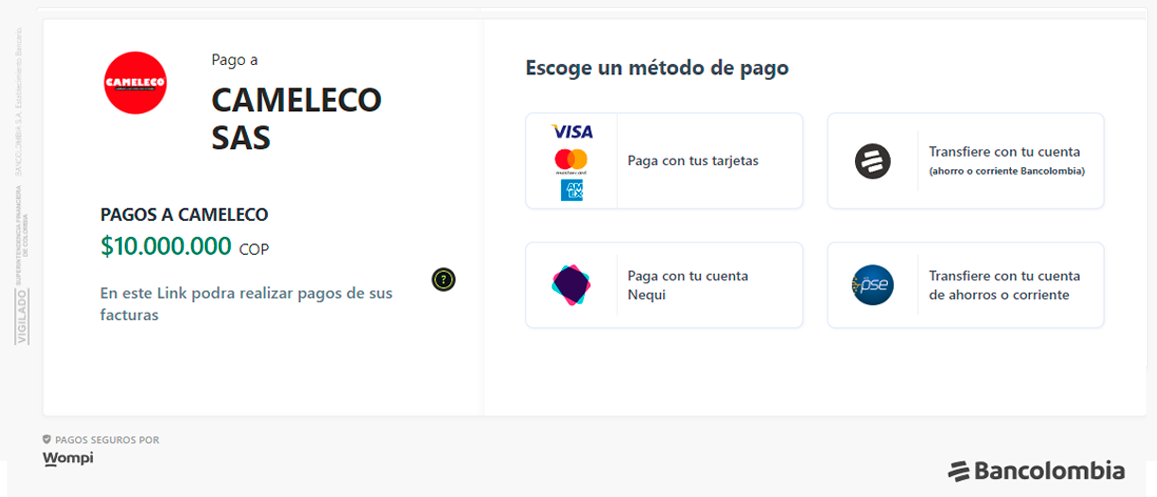 Pago a
CAMELECO
CAMELECO
SAS
PAGOS A CAMELECO
$10.000.000 COP
?
En este Link podra realizar pagos de sus
facturas
Escoge un método de pago
VISA
mastercard
AM
EX
Paga con tus tarjetas
Transfiere con tu cuenta
(ahorro o corriente Bancolombia)
Paga con tu cuenta
Nequi
pse
Transfiere con tu cuenta
de ahorros o corriente
PAGOS SEGUROS POR
Wompi
Bancolombia
BANCOLOMBIA S.A. Establecimiento Bancario.
SUPERINTENDENCIA FINANCIERA
DE COLOMBIA
VIGILADO